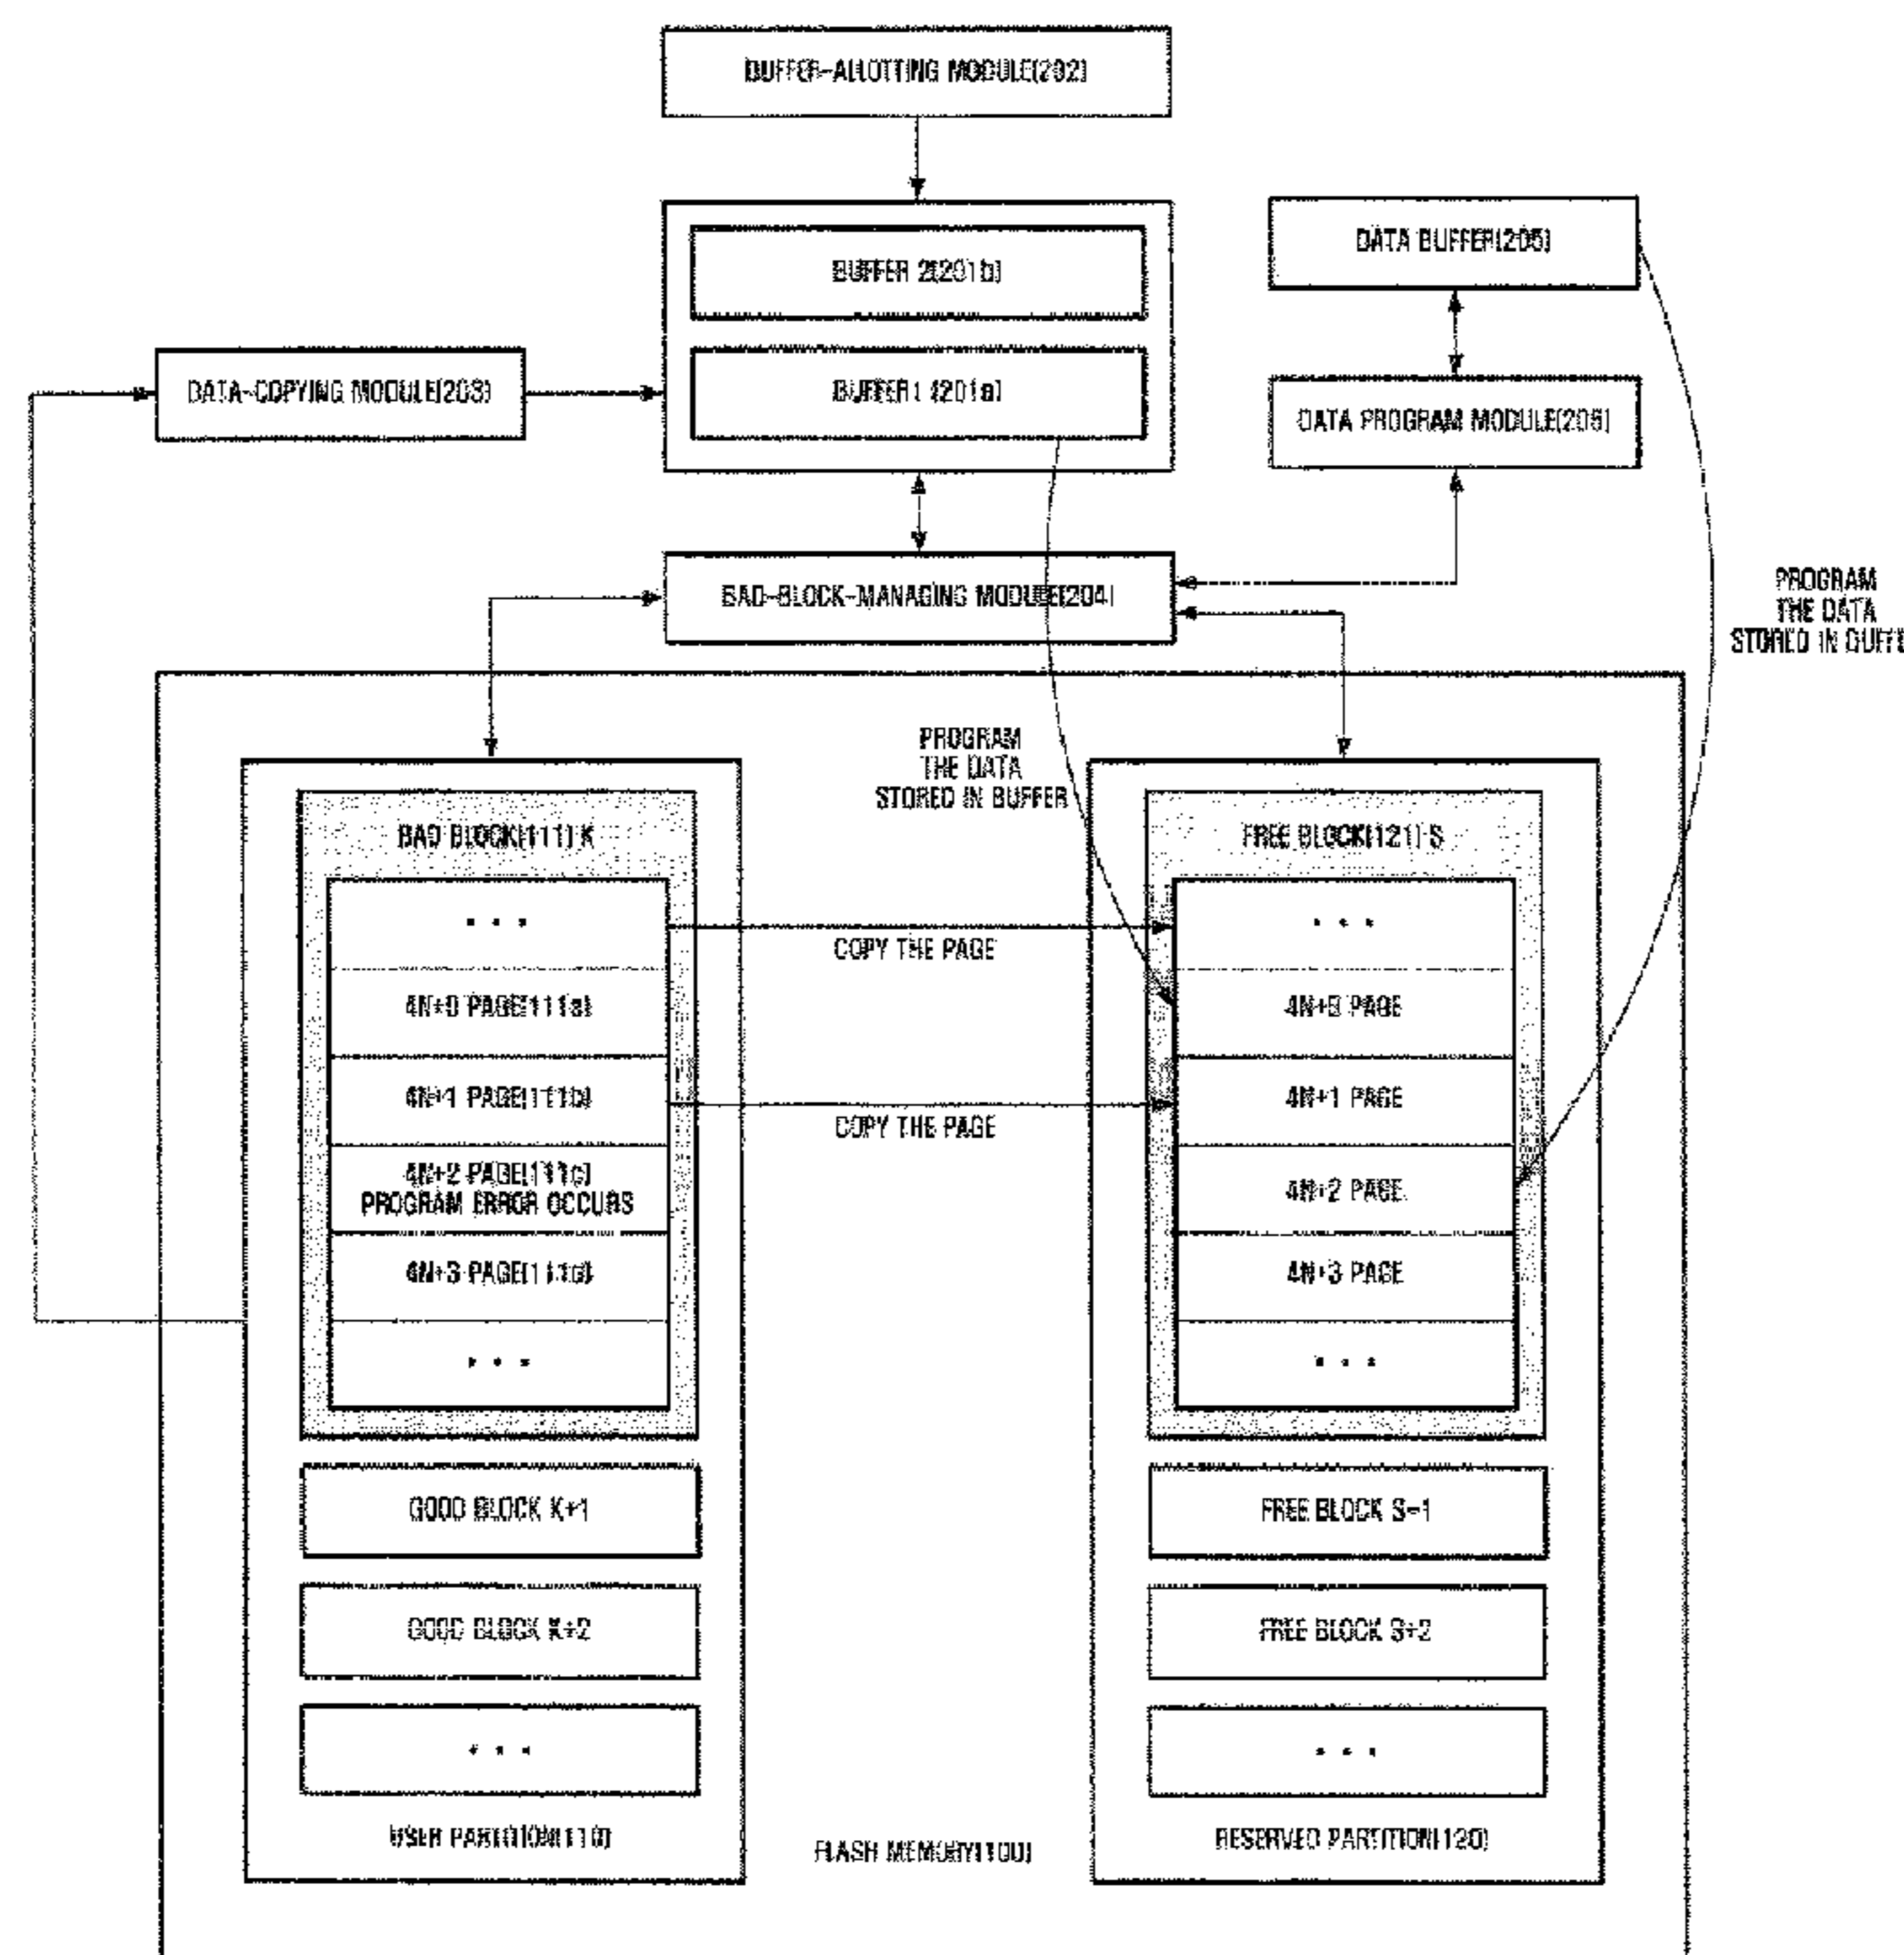 BUFFER-ALLOTTING MODULE(202)
BUFFER 2(201b)
DATA BUFFER(205)
DATA-COPYING MODULE(203)
BUFFER1 (201a)
DATA PROGRAM MODULE(206)
BAD-BLOCK-MANAGING MODULE(204)
PROGRAM
THE DATA
STORED IN BUFFE
PROGRAM
THE DATA
STORED IN BUFFER
BAD BLOCK(111) K
FREE BLOCK(121) S
• • •
• • •
COPY THE PAGE
4N+0 PAGE(111a)
4N+0 PAGE
4N+1 PAGE(111b)
4N+1 PAGE
COPY THE PAGE
4N+2 PAGE(111c)
PROGRAM ERROR OCCURS
4N+2 PAGE
4N+3 PAGE(111d)
4N+3 PAGE
• • •
• • •
GOOD BLOCK K+1
FREE BLOCK S+1
GOOD BLOCK K+2
FREE BLOCK S+2
• • •
• • •
USER PARTITION(110)
FLASH MEMORY(100)
RESERVED PARTITION(120)